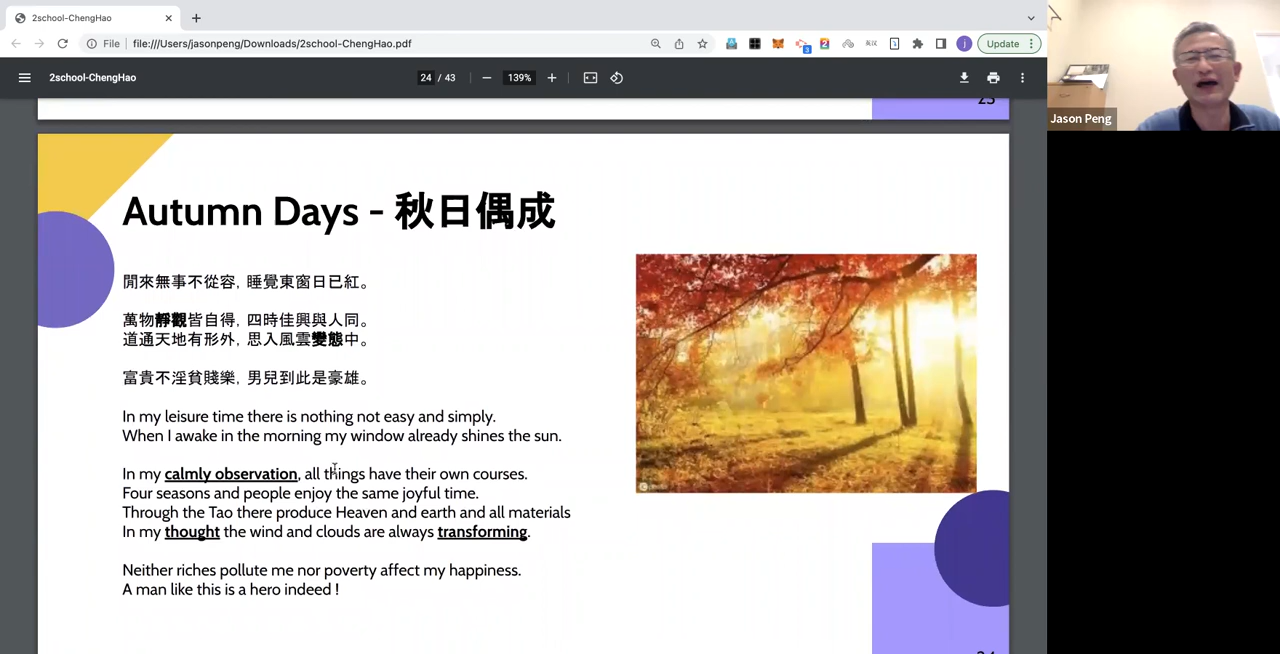 2school-ChengHao
File
file:///Users/jasonpeng/Downloads/2school-ChengHao.pdf
3
2
英汉
j
Update
2school-ChengHao
24 / 43
139%
Jason Peng
23
Autumn Days - 秋日偶成
閒來無事不從容, 睡覺東窗日已紅。
萬物靜觀皆自得, 四時佳興與人同。
道通天地有形外, 思入風雲變態中。
富貴不淫貧賤樂, 男兒到此是豪雄。
In my leisure time there is nothing not easy and simply.
When I awake in the morning my window already shines the sun.
In my calmly observation, all things have their own courses.
Four seasons and people enjoy the same joyful time.
Through the Tao there produce Heaven and earth and all materials
In my thought the wind and clouds are always transforming.
Neither riches pollute me nor poverty affect my happiness.
A man like this is a hero indeed !